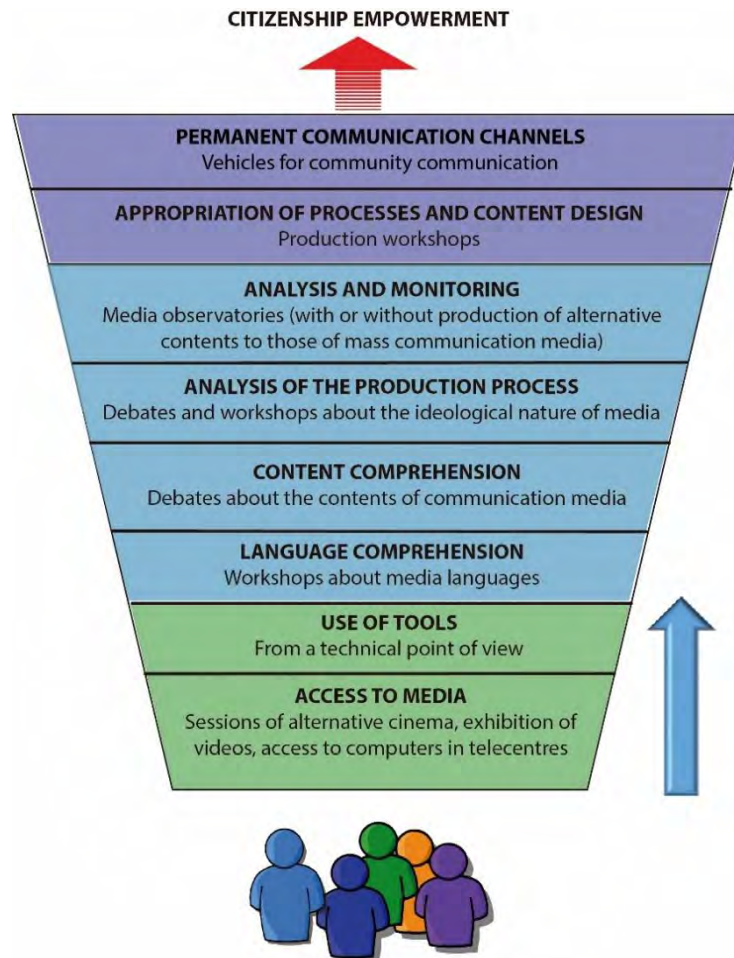 CITIZENSHIP EMPOWERMENT
PERMANENT COMMUNICATION CHANNELS
Vehicles for community communication
APPROPRIATION OF PROCESSES AND CONTENT DESIGN
Production workshops
ANALYSIS AND MONITORING
Media observatories (with or without production of alternative
contents to those of mass communication media)
ANALYSIS OF THE PRODUCTION PROCESS
Debates and workshops about the ideological nature of media
CONTENT COMPREHENSION
Debates about the contents of communication media
LANGUAGE COMPREHENSION
Workshops about media languages
USE OF TOOLS
From a technical point of view
ACCESS TO MEDIA
Sessions of alternative cinema, exhibition of
videos, access to computers in telecentres